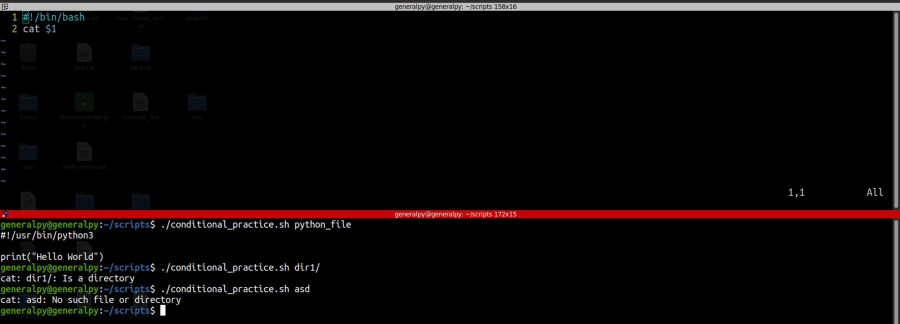 generalpy@generalpy: ~/scripts 158x16
1 #!/bin/bash
2 cat $1
~
~
~
~
~
~
~
~
~
~
~
~
~
1,1 All
generalpy@generalpy: ~/scripts 172x15
generalpy@generalpy:~/scripts$ ./conditional_practice.sh python_file
#!/usr/bin/python3
print("Hello World")
generalpy@generalpy:~/scripts$ ./conditional_practice.sh dir1/
cat: dir1/: Is a directory
generalpy@generalpy:~/scripts$ ./conditional_practice.sh asd
cat: asd: No such file or directory
generalpy@generalpy:~/scripts$